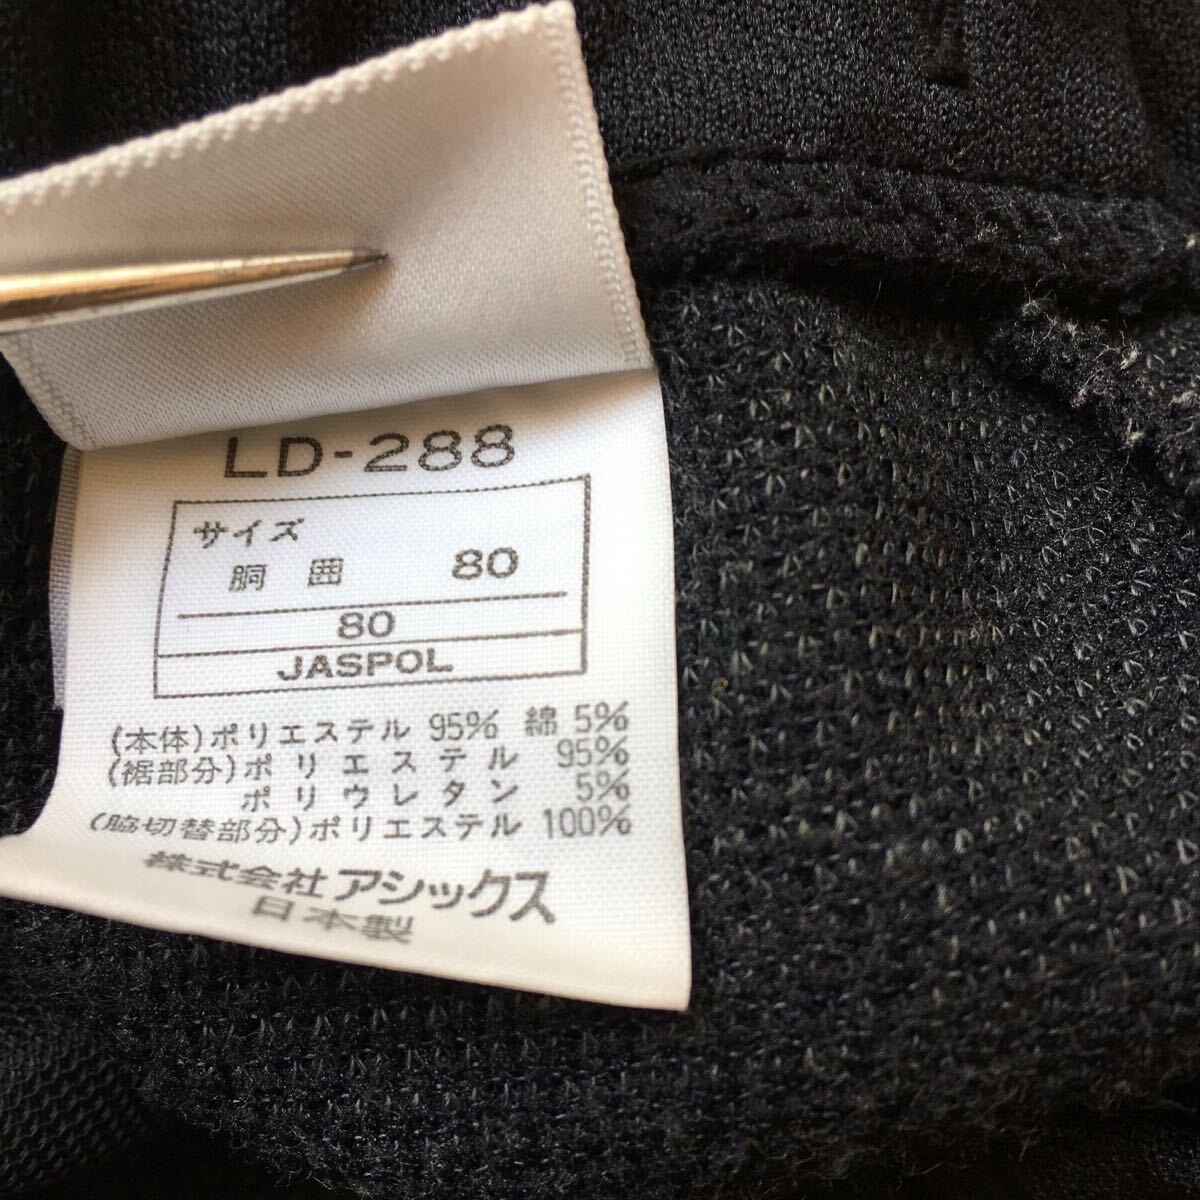 LD-288
サイズ
胴囲 80
80
JASPOL
(本体)ポリエステル 95% 綿 5%
(裾部分)ポリエステル 95%
ポリウレタン 5%
(脇切替部分)ポリエステル 100%
株式会社アシックス
日本製